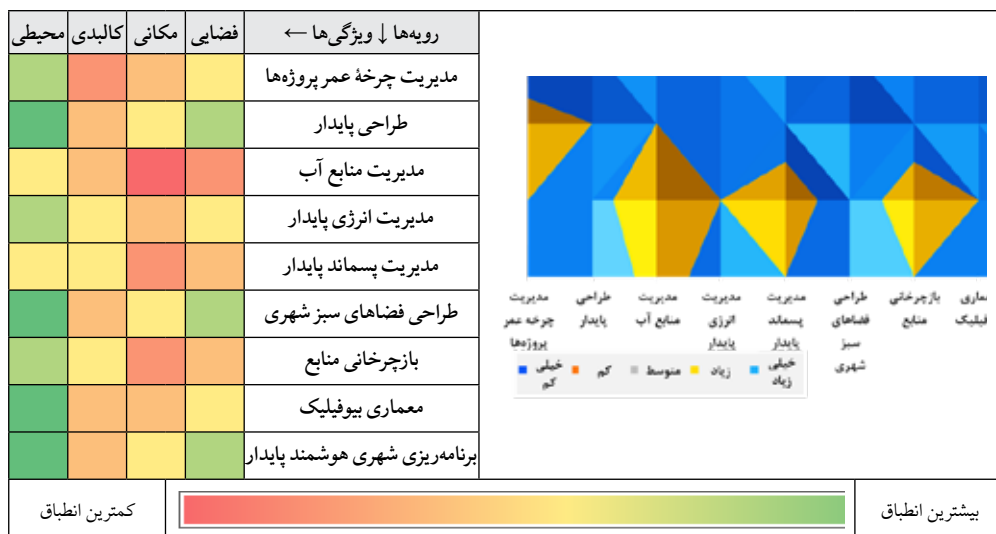 رویه‌ها ↓ ویژگی‌ها ← فضایی مکانی کالبدی محیطی
مدیریت چرخهٔ عمر پروژه‌ها
طراحی پایدار
مدیریت منابع آب
مدیریت انرژی پایدار
مدیریت پسماند پایدار
طراحی فضاهای سبز شهری
بازچرخانی منابع
معماری بیوفیلیک
برنامه‌ریزی شهری هوشمند پایدار
مدیریت چرخه عمر پروژه‌ها
طراحی پایدار
مدیریت منابع آب
مدیریت انرژی پایدار
مدیریت پسماند پایدار
طراحی فضاهای سبز شهری
بازچرخانی منابع
خیلی کم
کم
متوسط
زیاد
خیلی زیاد
بیشترین انطباق
کمترین انطباق